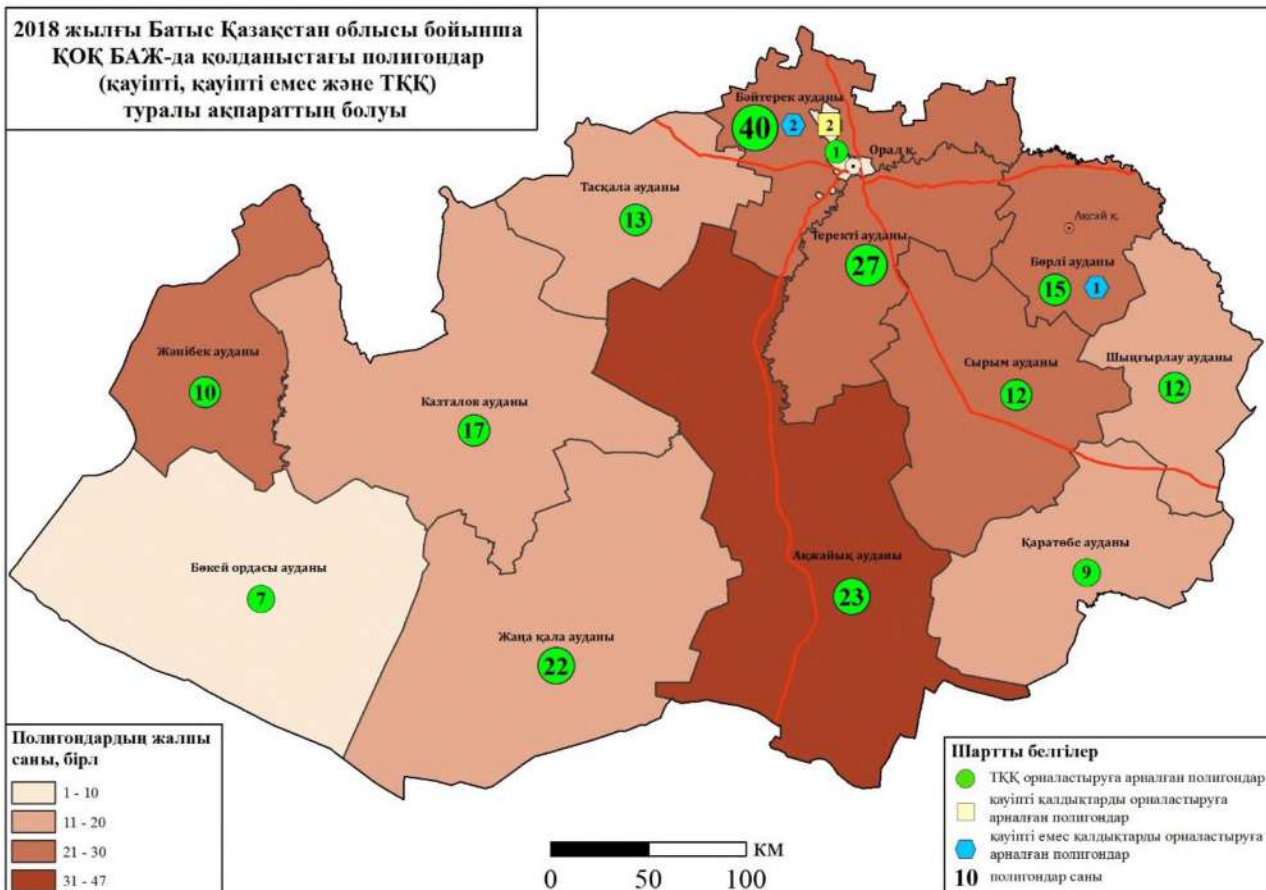 2018 жылғы Батыс Қазақстан облысы бойынша
ҚОҚ БАЖ-да қолданыстағы полигондар
(қауіпті, қауіпті емес және ТҚҚ)
туралы ақпараттың болуы
Бәйтерек ауданы
40
2
2
1
Орал қ.
Тасқала ауданы
13
Ақсай қ.
Теректі ауданы
27
Бөрлі ауданы
15
1
Жәнібек ауданы
10
Казталов ауданы
17
Сырым ауданы
12
Шыңғырлау ауданы
12
Бөкей ордасы ауданы
7
Ақжайық ауданы
23
Қаратөбе ауданы
9
Жаңа қала ауданы
22
Полигондардың жалпы
саны, бірл
1 - 10
11 - 20
21 - 30
31 - 47
КМ
0 50 100
Шартты белгілер
ТҚҚ орналастыруға арналған полигондар
қауіпті қалдықтарды орналастыруға
арналған полигондар
қауіпті емес қалдықтарды орналастыруға
арналған полигондар
10 полигондар саны